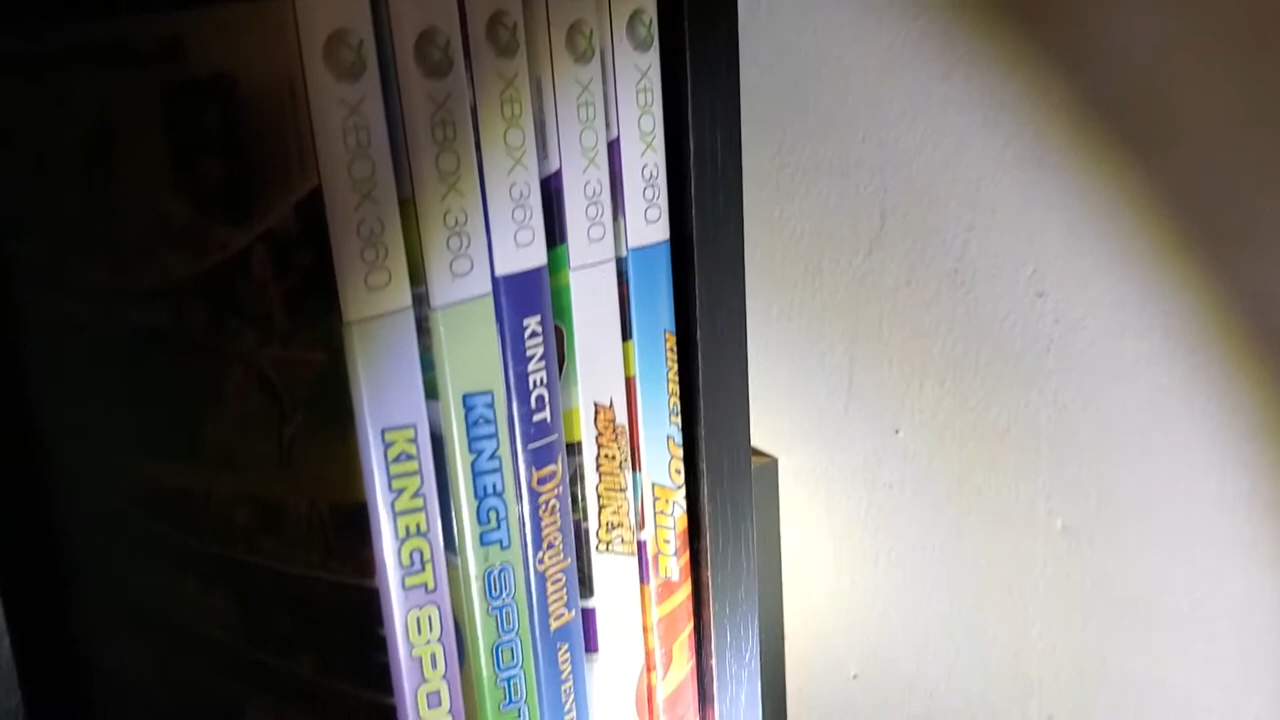 XBOX 360
KINECT SPO
XBOX 360
KINECT SPORT
XBOX 360
KINECT | Disneyland ADVENT
XBOX 360
ADVENTURES!
XBOX 360
KINECT JOY RIDE